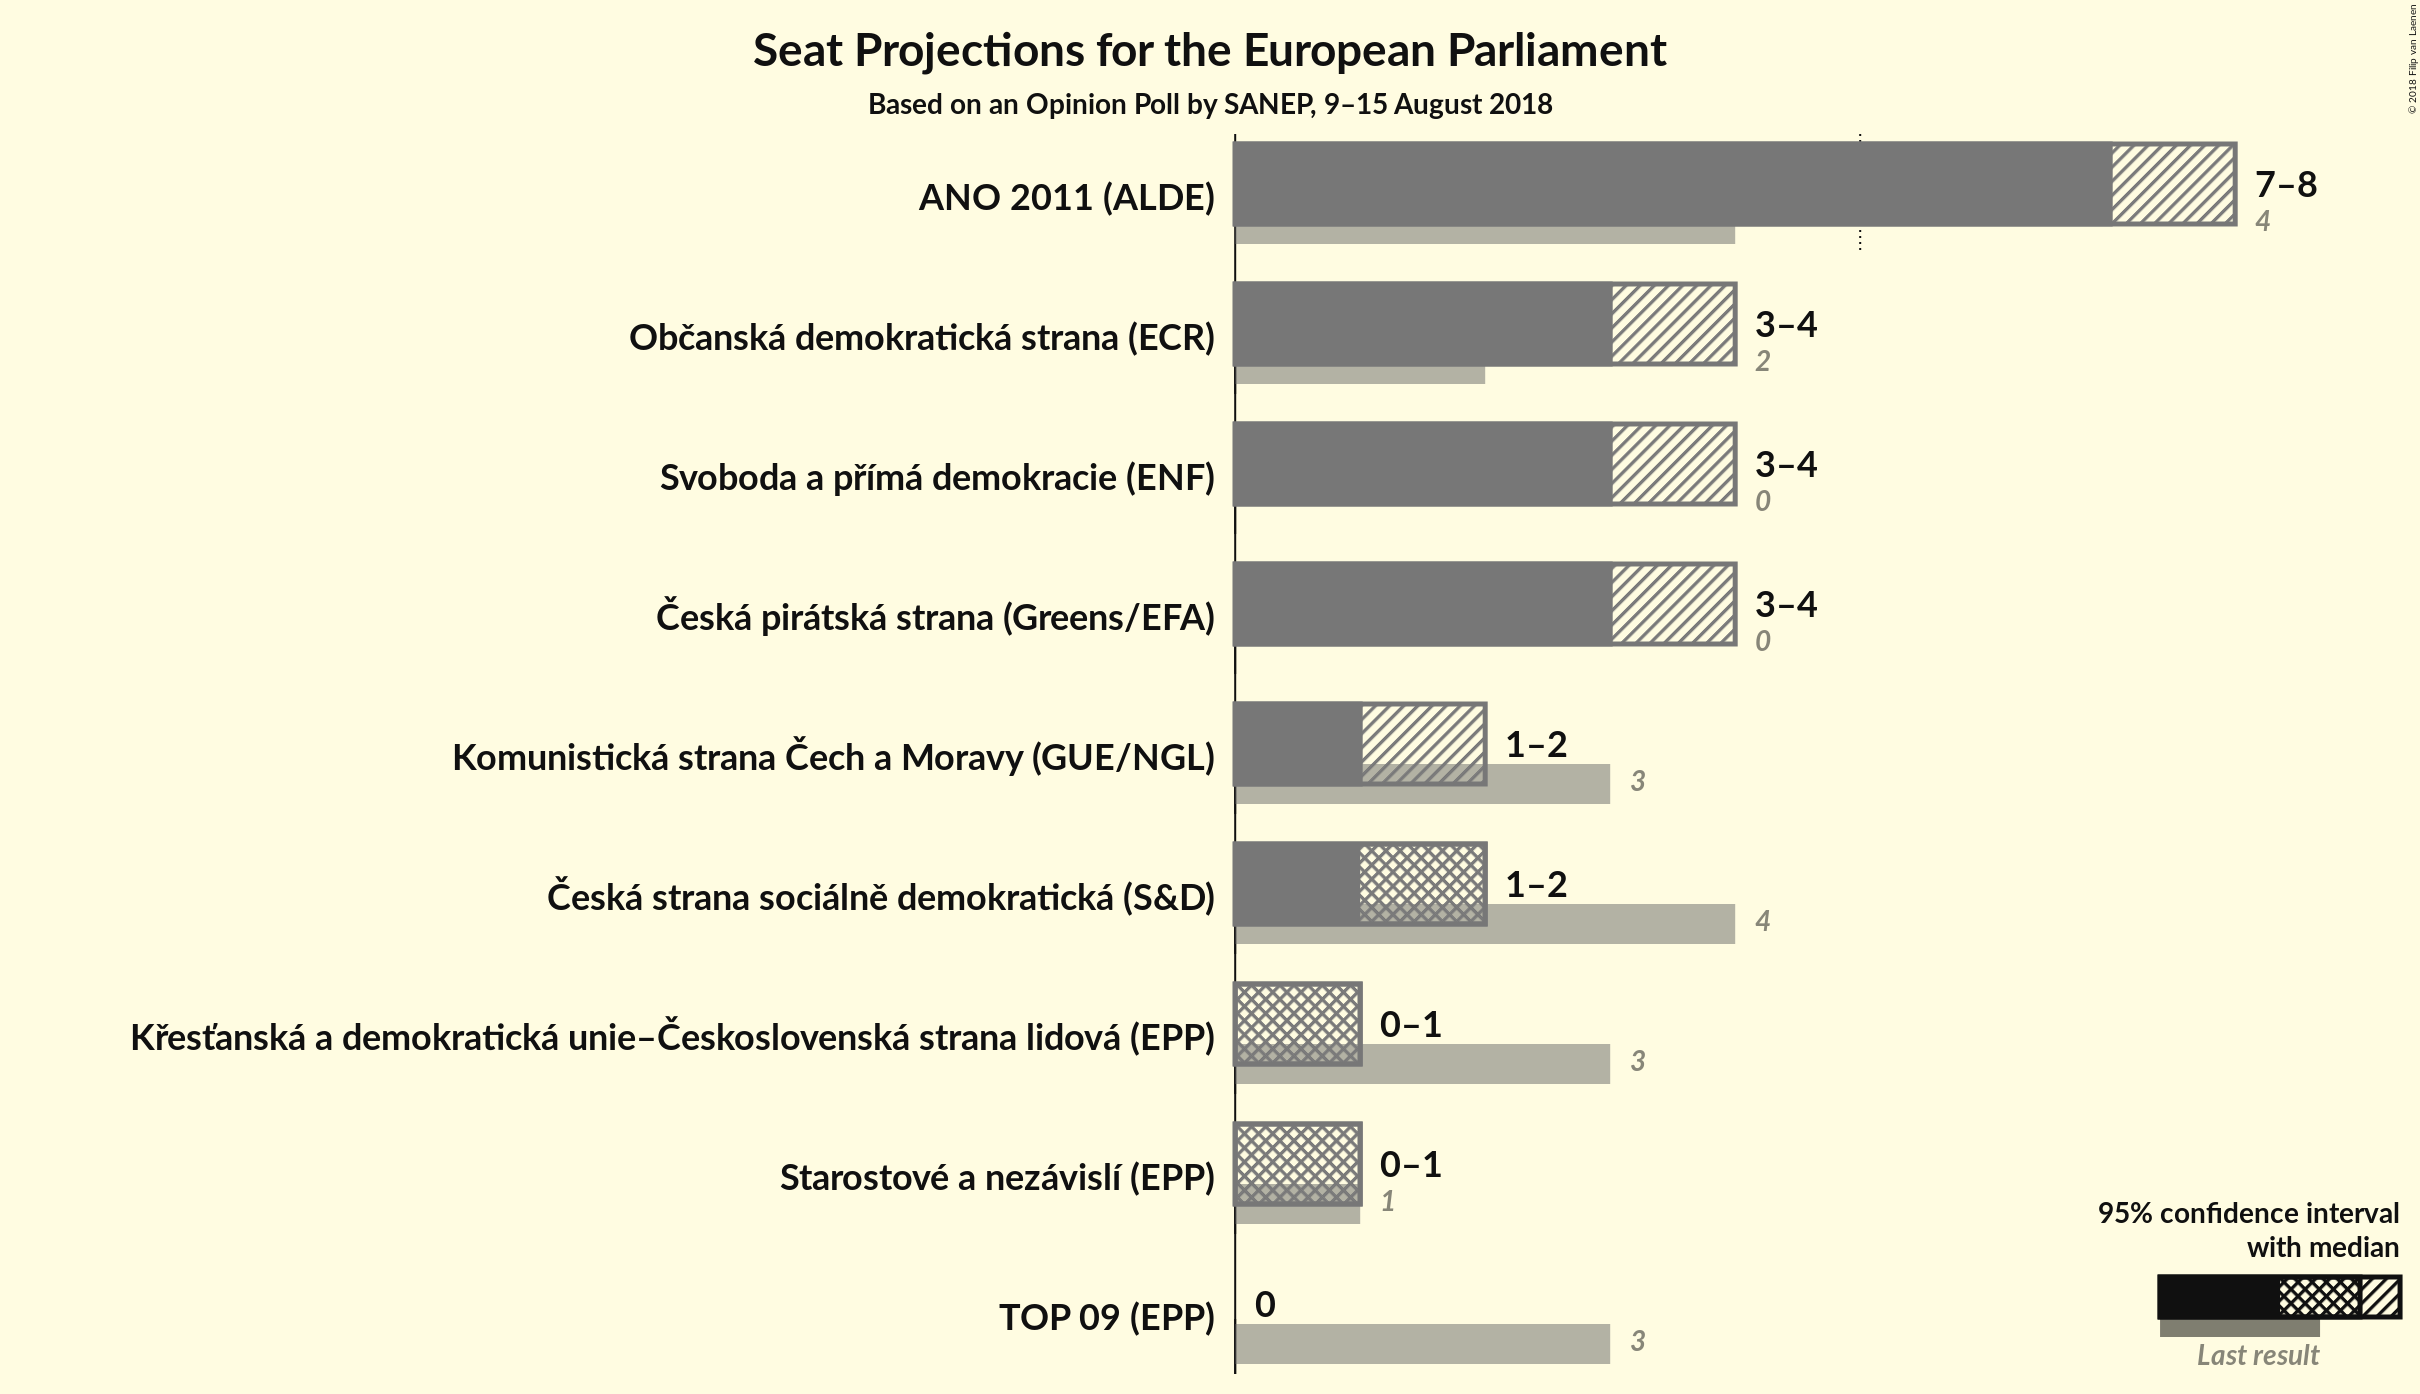 Seat Projections for the European Parliament
Based on an Opinion Poll by SANEP, 9–15 August 2018
© 2018 Filip van Laenen
ANO 2011 (ALDE)
7–8
4
Občanská demokratická strana (ECR)
3–4
2
Svoboda a přímá demokracie (ENF)
3–4
0
Česká pirátská strana (Greens/EFA)
3–4
0
Komunistická strana Čech a Moravy (GUE/NGL)
1–2
3
Česká strana sociálně demokratická (S&D)
1–2
4
Křesťanská a demokratická unie–Československá strana lidová (EPP)
0–1
3
Starostové a nezávislí (EPP)
0–1
1
TOP 09 (EPP)
0
3
95% confidence interval
with median
Last result